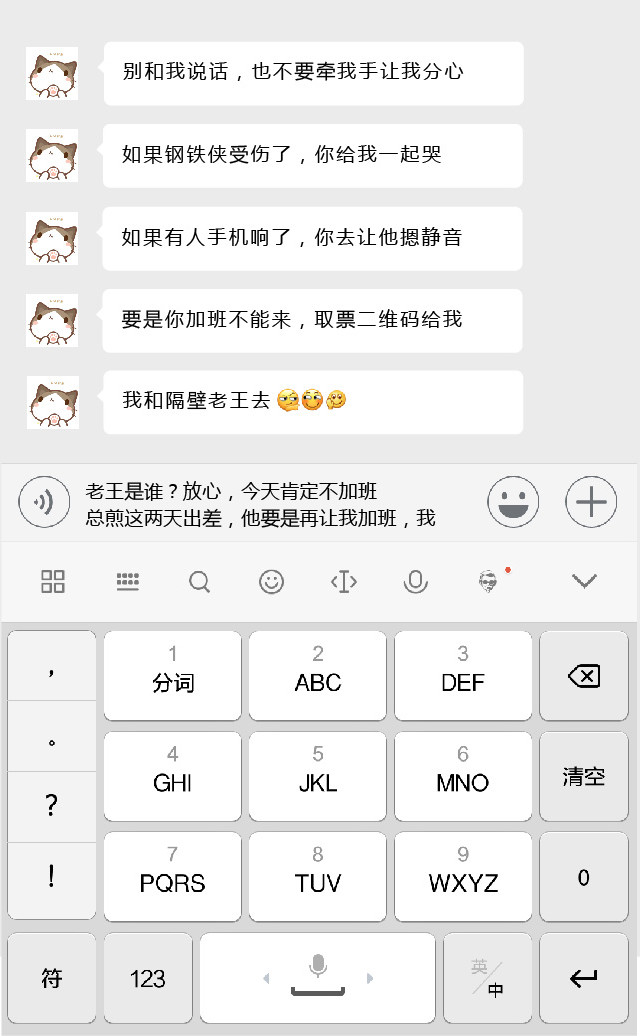 别和我说话，也不要牵我手让我分心
如果钢铁侠受伤了，你给我一起哭
如果有人手机响了，你去让他摁静音
要是你加班不能来，取票二维码给我
我和隔壁老王去
老王是谁？放心，今天肯定不加班
总煎这两天出差，他要是再让我加班，我
，
。
？
！
1
分词
2
ABC
3
DEF
4
GHI
5
JKL
6
MNO
清空
7
PQRS
8
TUV
9
WXYZ
0
符
123
英/中